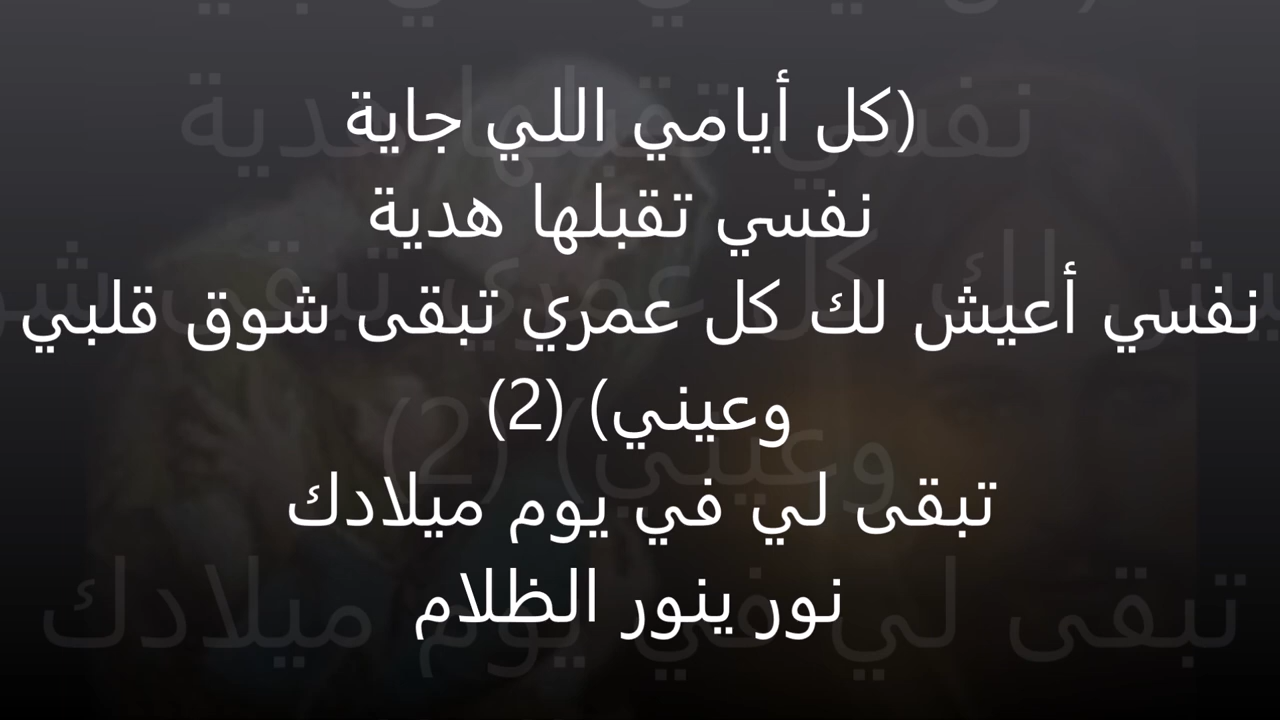 (كل أيامي اللي جاية
نفسي تقبلها هدية
نفسي أعيش لك كل عمري تبقى شوق قلبي
وعيني) (2)
تبقى لي في يوم ميلادك
نور ينور الظلام